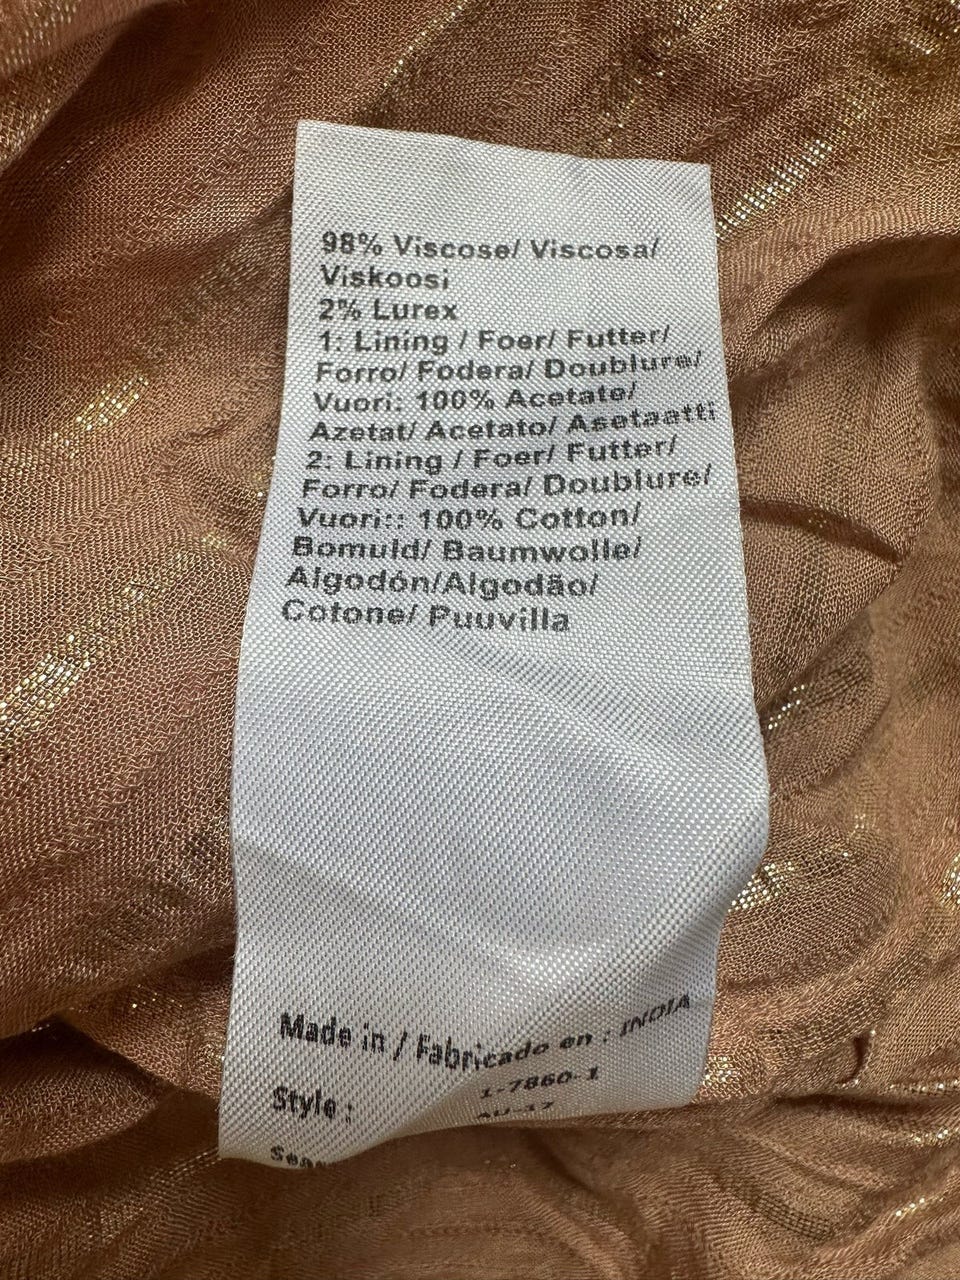 98% Viscose/ Viscosa/
Viskoosi
2% Lurex
1: Lining / Foer/ Futter/
Forro/ Fodera/ Doublure/
Vuori: 100% Acetate/
Azetat/ Acetato/ Asetaatti
2: Lining / Foer/ Futter/
Forro/ Fodera/ Doublure/
Vuori:: 100% Cotton/
Bomuld/ Baumwolle/
Algodón/Algodão/
Cotone/ Puuvilla
Made in / Fabricado en : INDIA
Style : 1-7860-1
AU-17